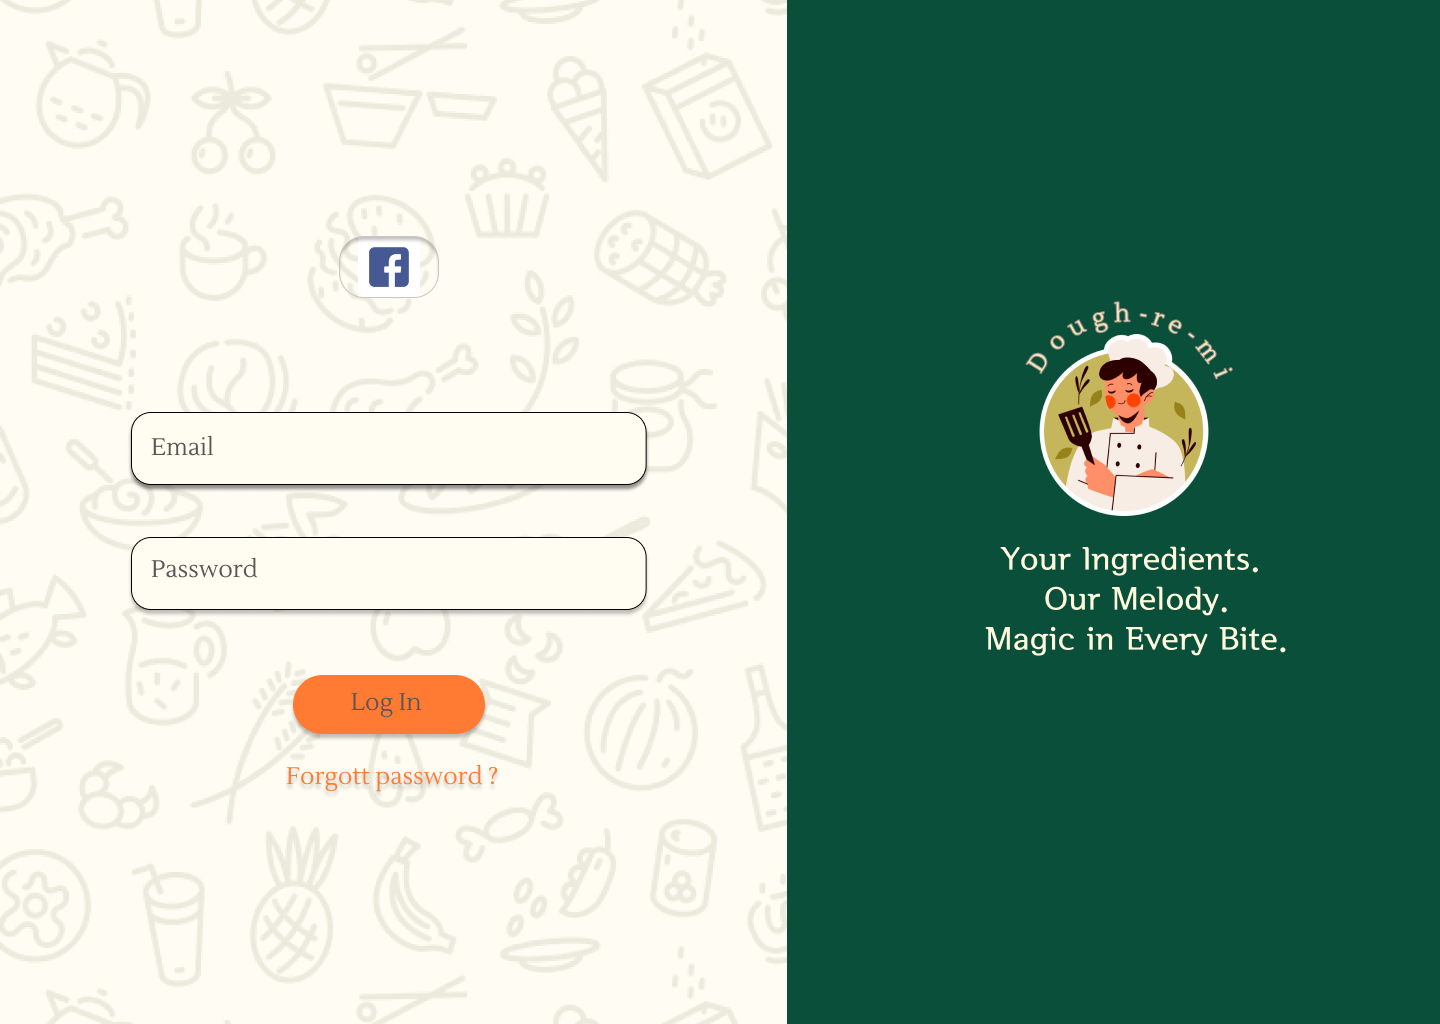 Email
Password
Log In
Forgott password ?
Dough-re-mi
Your Ingredients.
Our Melody.
Magic in Every Bite.